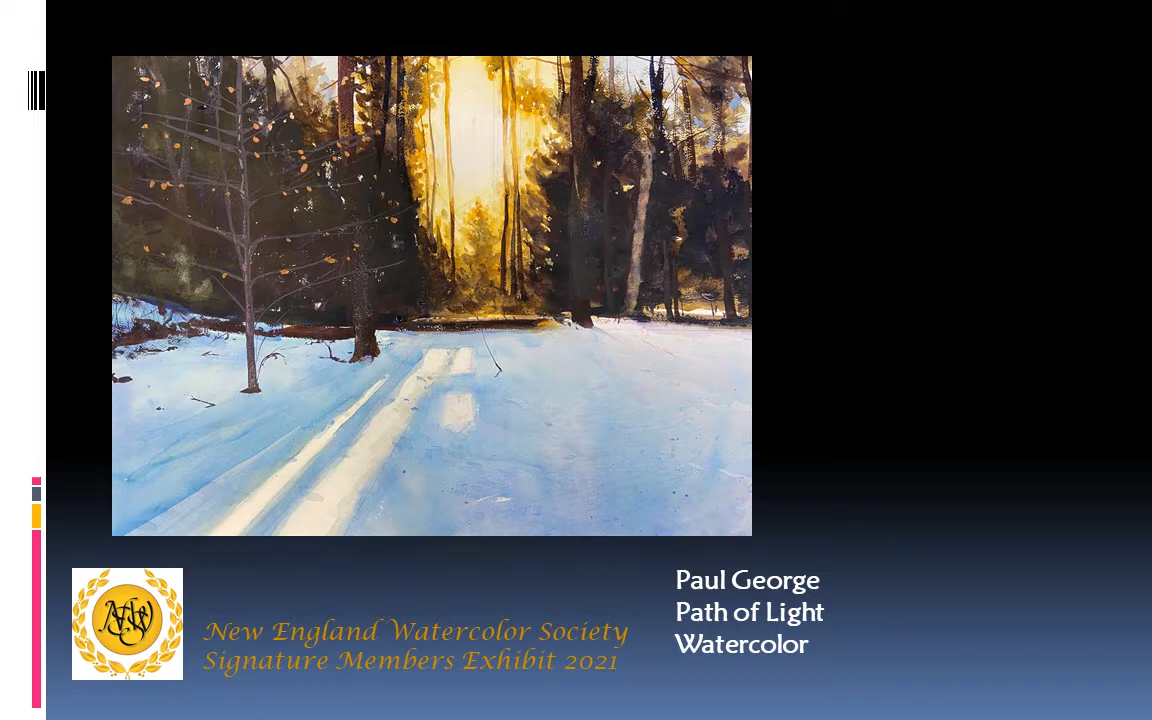 Paul George
Path of Light
Watercolor
New England Watercolor Society
Signature Members Exhibit 2021